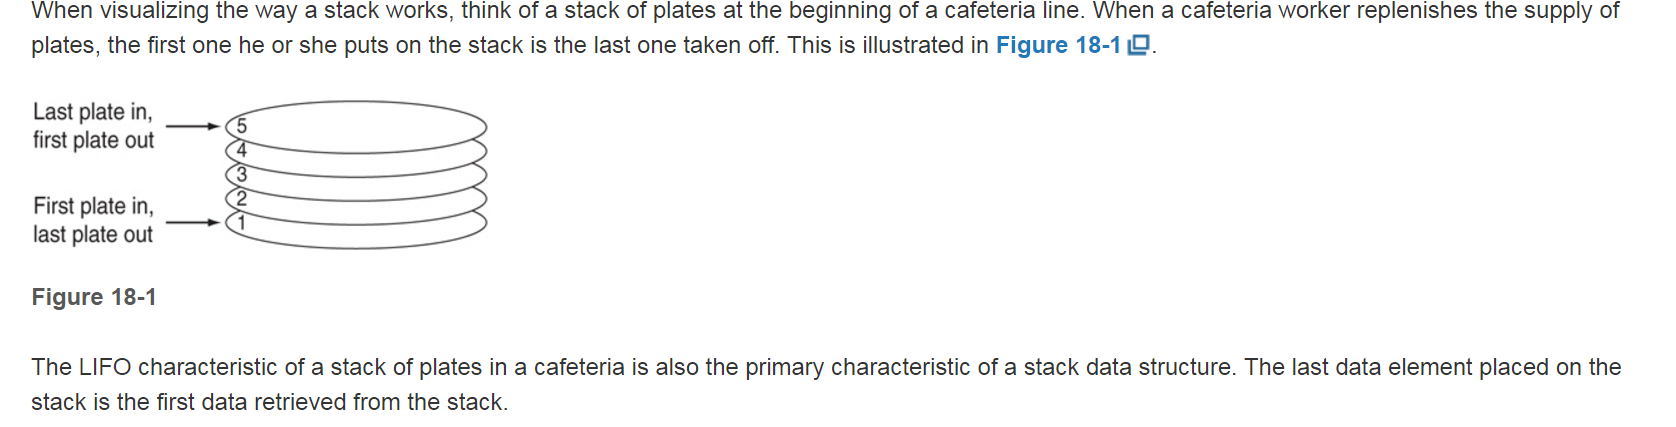 When visualizing the way a stack works, think of a stack of plates at the beginning of a cafeteria line. When a cafeteria worker replenishes the supply of
plates, the first one he or she puts on the stack is the last one taken off. This is illustrated in Figure 18-1.
Last plate in,
first plate out
5
4
3
2
1
First plate in,
last plate out
Figure 18-1
The LIFO characteristic of a stack of plates in a cafeteria is also the primary characteristic of a stack data structure. The last data element placed on the
stack is the first data retrieved from the stack.